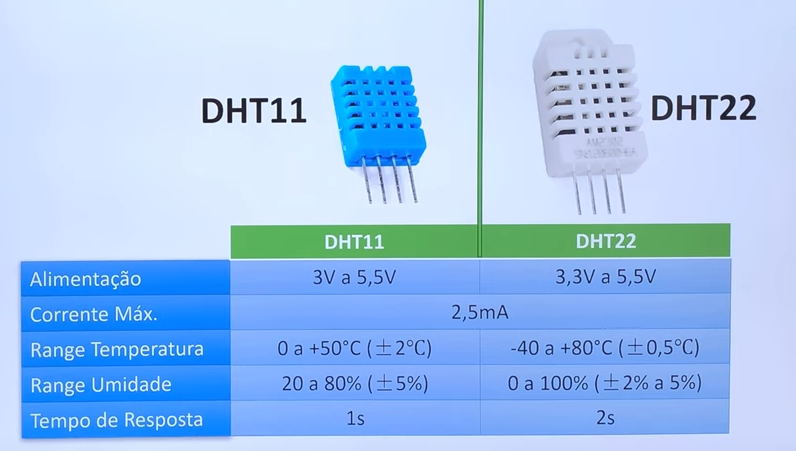 DHT11
DHT22
DHT11 DHT22
Alimentação 3V a 5,5V 3,3V a 5,5V
Corrente Máx. 2,5mA
Range Temperatura 0 a +50°C (±2°C) -40 a +80°C (±0,5°C)
Range Umidade 20 a 80% (±5%) 0 a 100% (±2% a 5%)
Tempo de Resposta 1s 2s